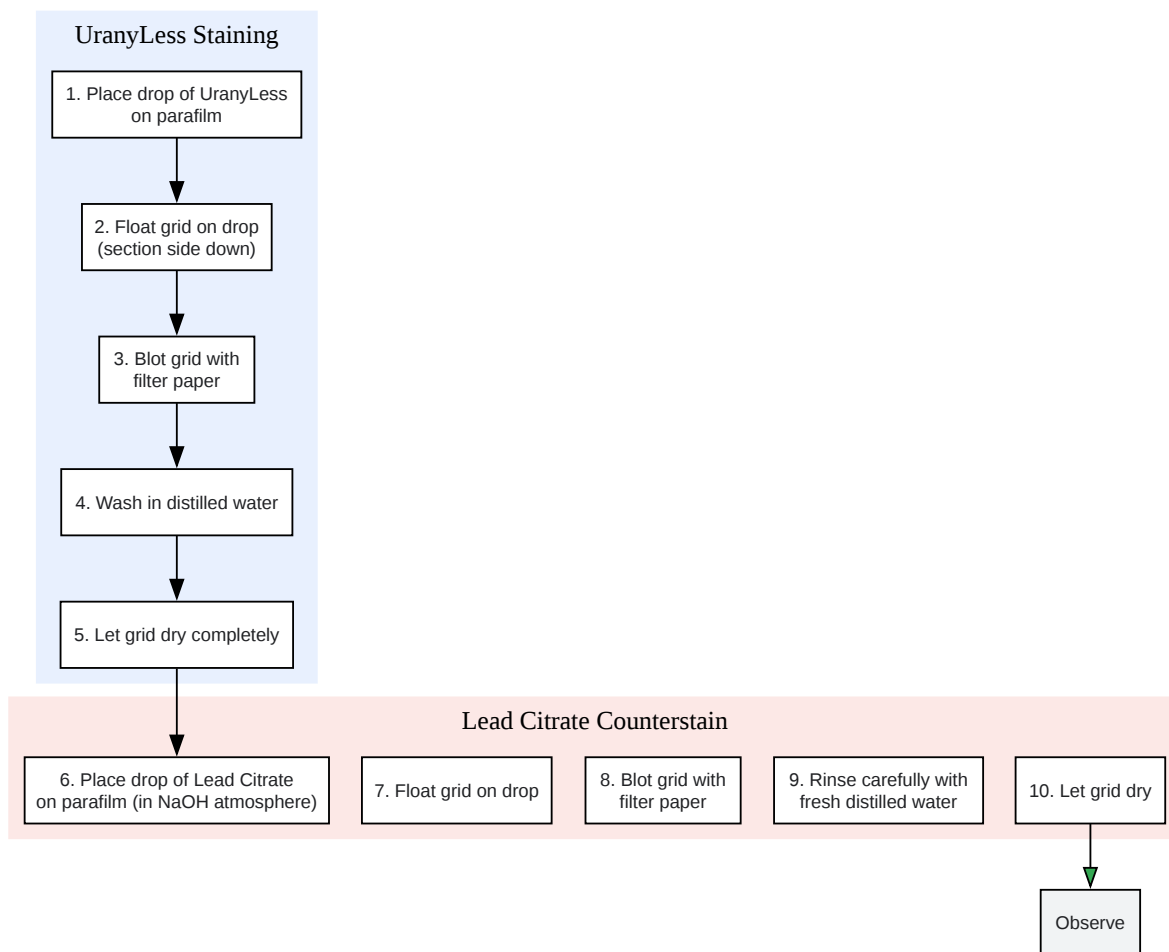 UranyLess Staining
1. Place drop of UranyLess
on parafilm
2. Float grid on drop
(section side down)
3. Blot grid with
filter paper
4. Wash in distilled water
5. Let grid dry completely
Lead Citrate Counterstain
6. Place drop of Lead Citrate
on parafilm (in NaOH atmosphere)
7. Float grid on drop
8. Blot grid with
filter paper
9. Rinse carefully with
fresh distilled water
10. Let grid dry
Observe